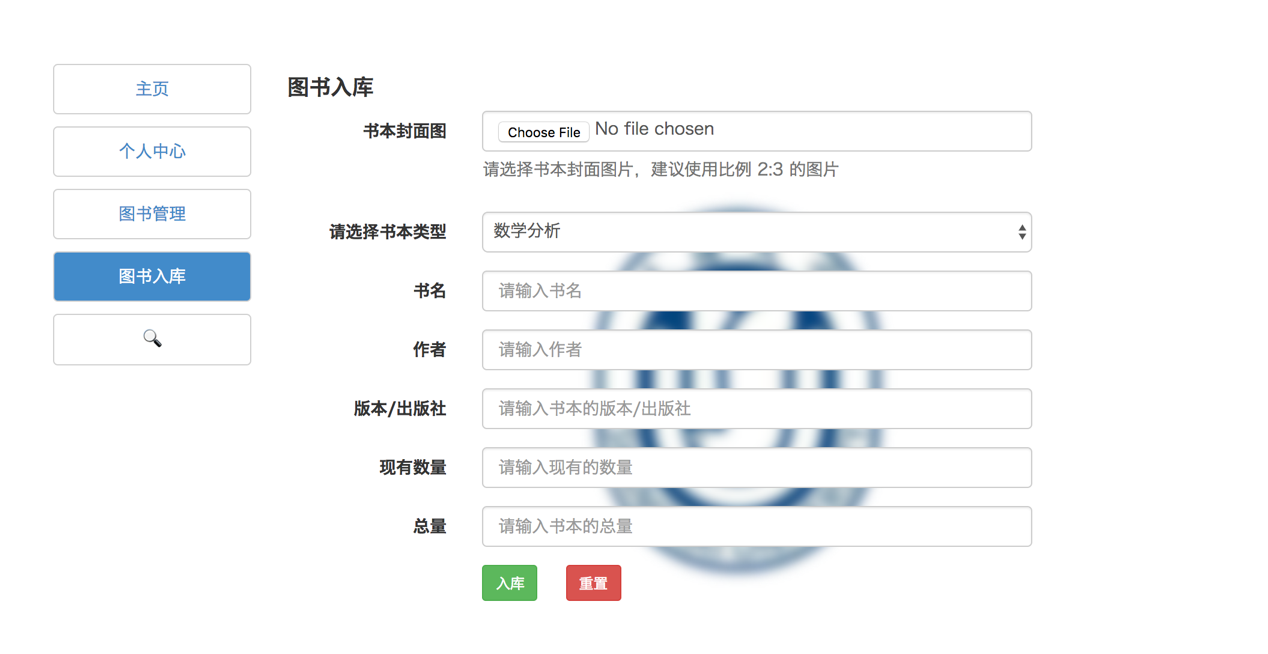 主页
个人中心
图书管理
图书入库
图书入库
书本封面图
Choose File No file chosen
请选择书本封面图片，建议使用比例 2:3 的图片
请选择书本类型
数学分析
书名
请输入书名
作者
请输入作者
版本/出版社
请输入书本的版本/出版社
现有数量
请输入现有的数量
总量
请输入书本的总量
入库
重置